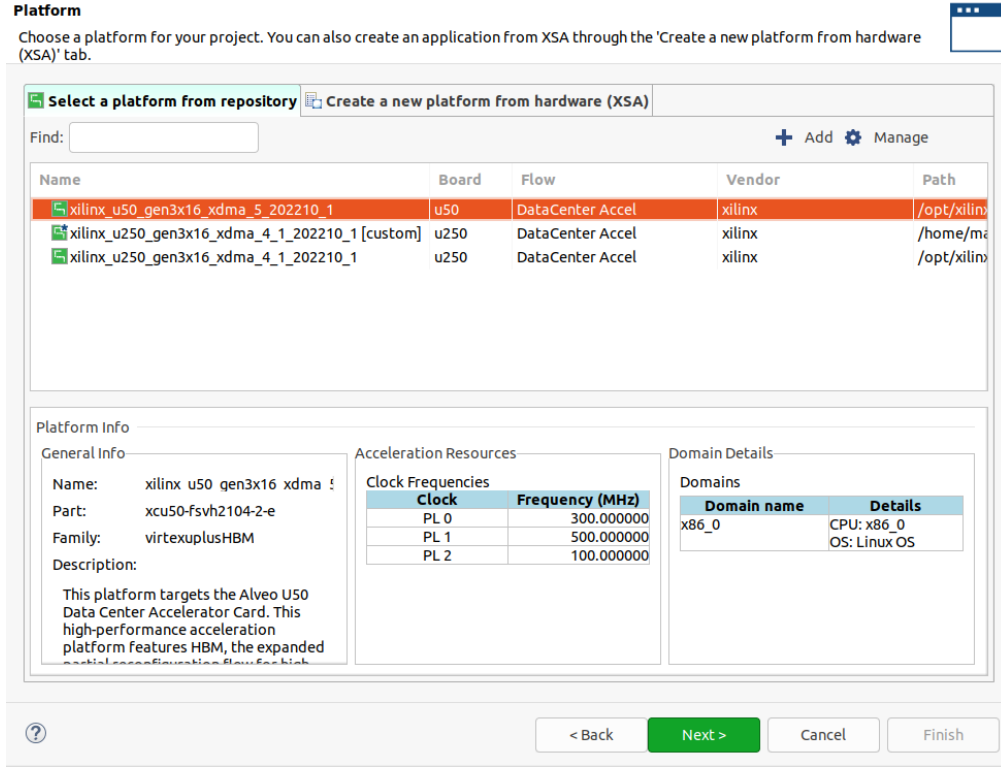 Platform
Choose a platform for your project. You can also create an application from XSA through the 'Create a new platform from hardware
(XSA)' tab.
Select a platform from repository Create a new platform from hardware (XSA)
Find: Add Manage
Name Board Flow Vendor Path
xilinx_u50_gen3x16_xdma_5_202210_1 u50 DataCenter Accel xilinx /opt/xilinx
xilinx_u250_gen3x16_xdma_4_1_202210_1 [custom] u250 DataCenter Accel xilinx /home/ma
xilinx_u250_gen3x16_xdma_4_1_202210_1 u250 DataCenter Accel xilinx /opt/xilinx
Platform Info
General Info
Name: xilinx_u50_gen3x16_xdma_5
Part: xcu50-fsvh2104-2-e
Family: virtexuplusHBM
Description:
This platform targets the Alveo U50
Data Center Accelerator Card. This
high-performance acceleration
platform features HBM, the expanded
partial reconfiguration flow for high
Acceleration Resources
Clock Frequencies
Clock Frequency (MHz)
PL 0 300.000000
PL 1 500.000000
PL 2 100.000000
Domain Details
Domains
Domain name Details
x86_0 CPU: x86_0
OS: Linux OS
? < Back Next > Cancel Finish